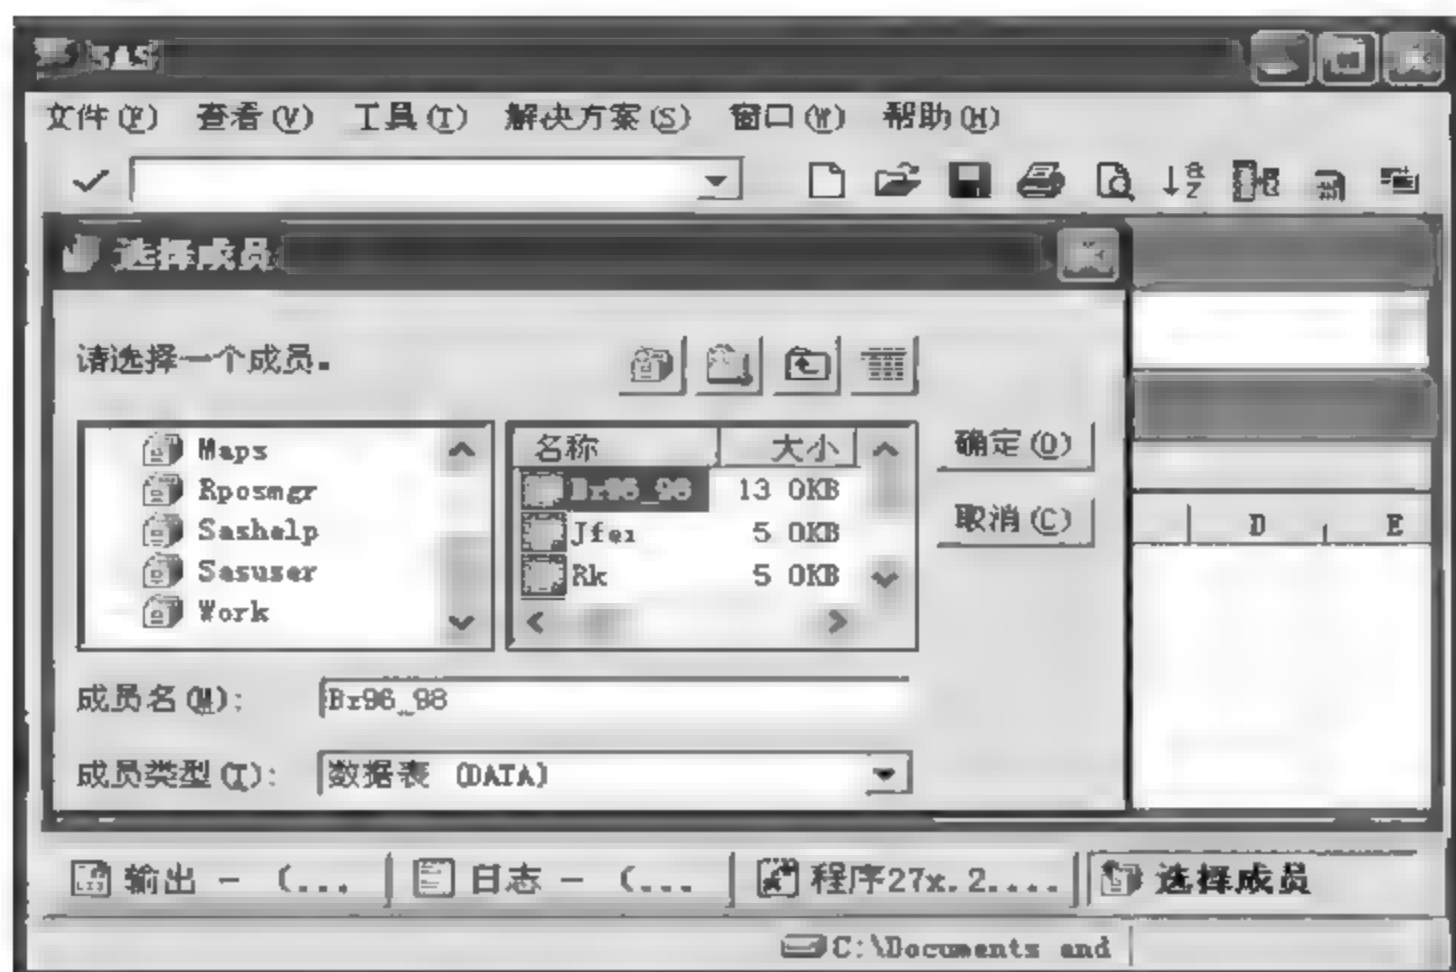 SAS
文件(F) 查看(V) 工具(T) 解决方案(S) 窗口(W) 帮助(H)
选择成员
请选择一个成员。
Maps
Rposmgr
Sashelp
Sasuser
Work
名称 大小
Br96_98 13 0KB
Jfei 5 0KB
Rk 5 0KB
确定(O)
取消(C)
D E
成员名(M): Br96_98
成员类型(T): 数据表 (DATA)
输出 - (... 日志 - (... 程序27x.2.... 选择成员
C:\Documents and